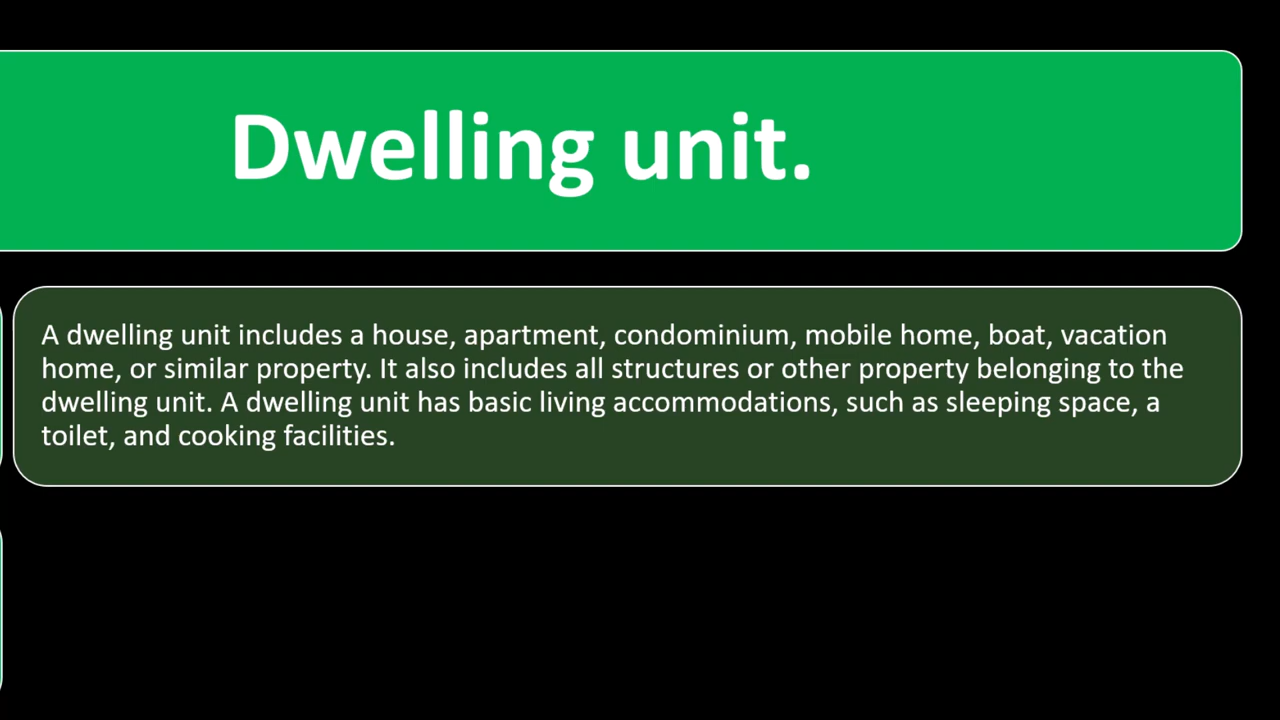 Dwelling unit.
A dwelling unit includes a house, apartment, condominium, mobile home, boat, vacation
home, or similar property. It also includes all structures or other property belonging to the
dwelling unit. A dwelling unit has basic living accommodations, such as sleeping space, a
toilet, and cooking facilities.